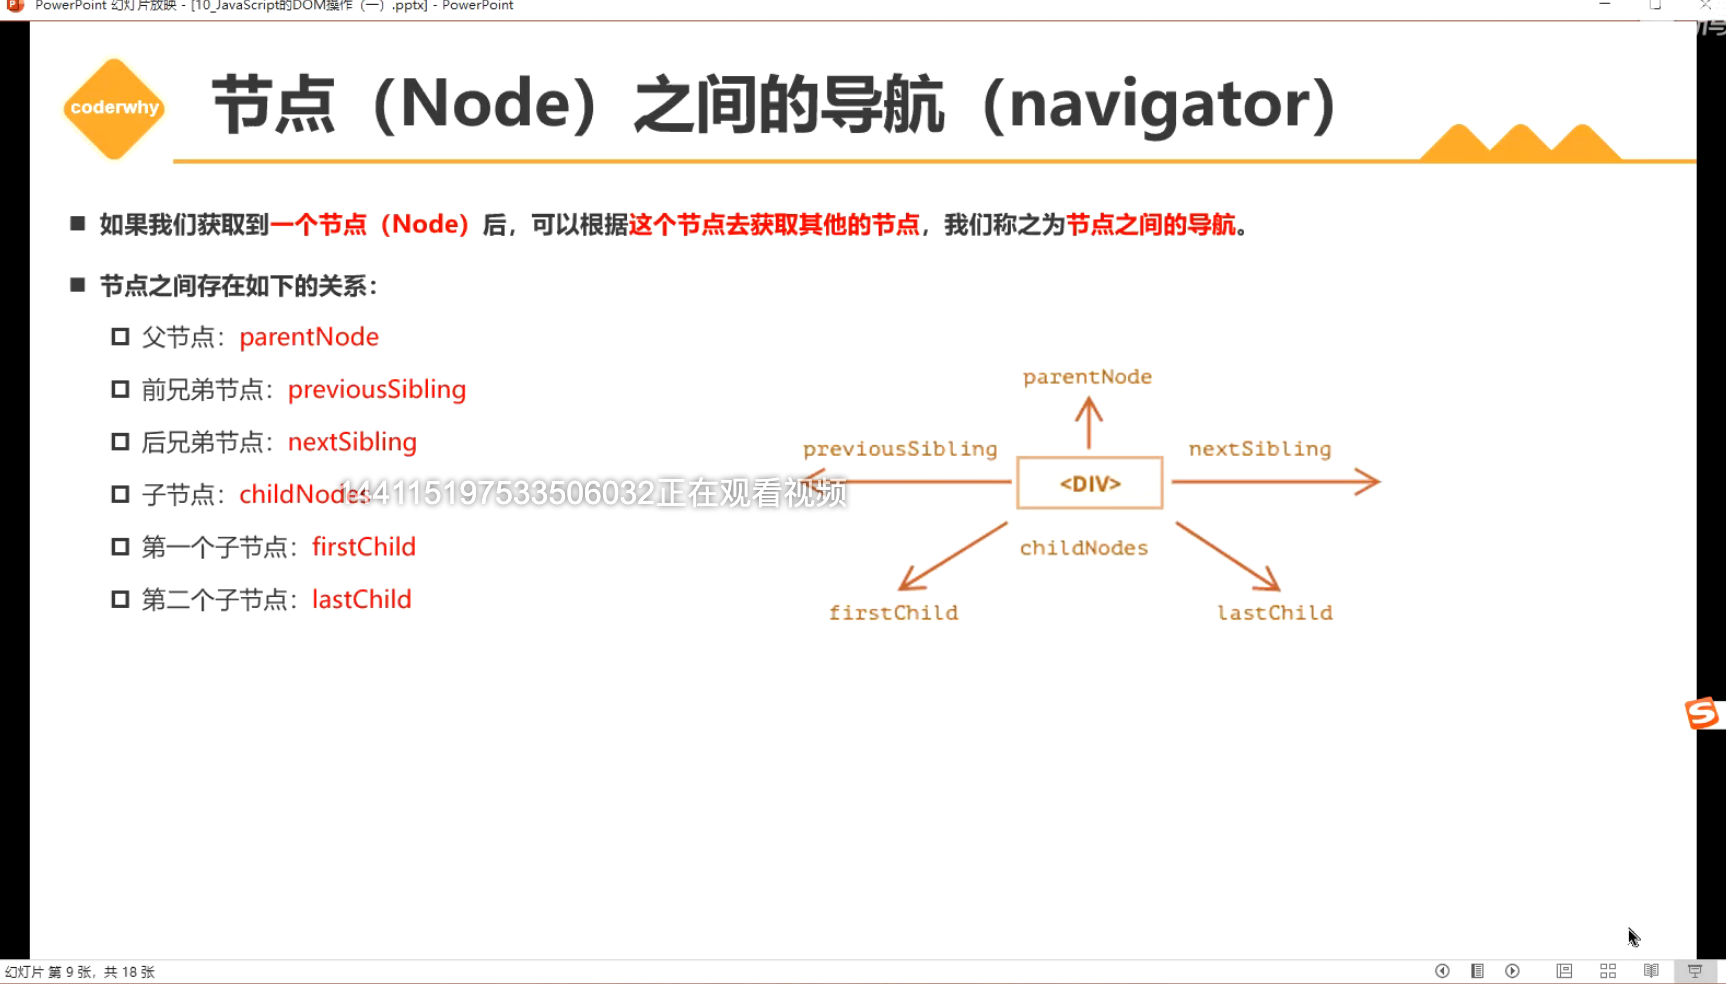 PowerPoint 幻灯片放映 - [10_JavaScript的DOM操作（一）.pptx] - PowerPoint
coderwhy
节点（Node）之间的导航（navigator）
如果我们获取到一个节点（Node）后，可以根据这个节点去获取其他的节点，我们称之为节点之间的导航。
节点之间存在如下的关系：
父节点：parentNode
前兄弟节点：previousSibling
后兄弟节点：nextSibling
子节点：childNodes
第一个子节点：firstChild
第二个子节点：lastChild
144115197533506032正在观看视频
parentNode
previousSibling
nextSibling
<DIV>
childNodes
firstChild
lastChild
幻灯片 第 9 张，共 18 张